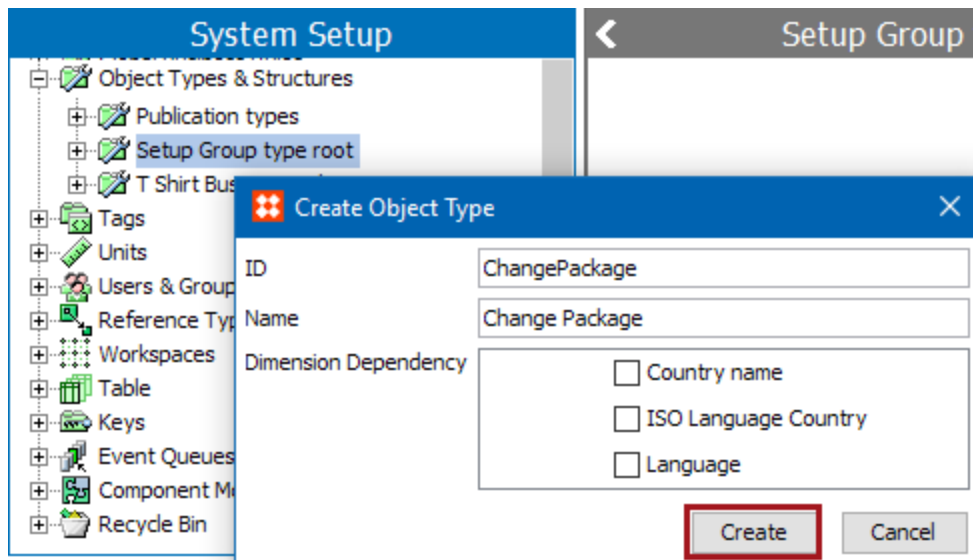 System Setup
Setup Group
Object Types & Structures
Publication types
Setup Group type root
T Shirt Bus
Create Object Type
Tags
Units
ID
ChangePackage
Users & Group
Reference Typ
Name
Change Package
Workspaces
Dimension Dependency
Country name
Table
ISO Language Country
Keys
Event Queues
Language
Component M
Recycle Bin
Create
Cancel